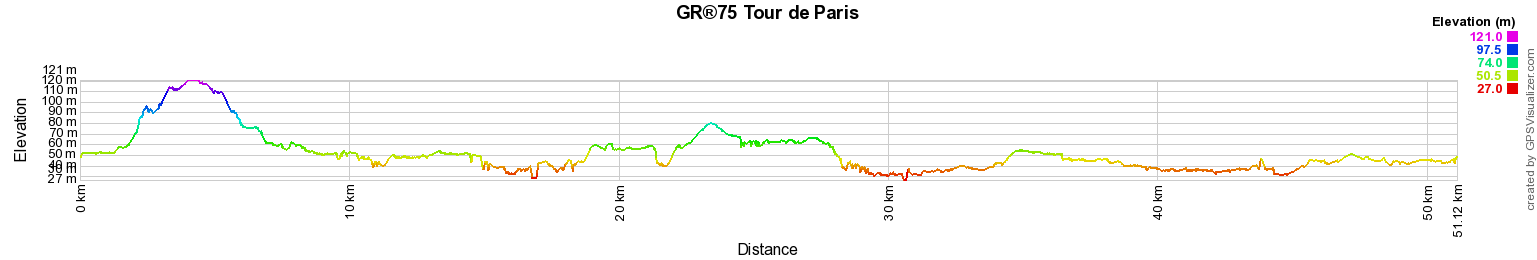 GR®75 Tour de Paris
Elevation (m)
121.0
97.5
74.0
50.5
27.0
121 m
120 m
110 m
100 m
90 m
80 m
70 m
60 m
50 m
40 m
30 m
27 m
Elevation
0 km
10 km
20 km
30 km
40 km
50 km
51.12 km
Distance
created by GPSVisualizer.com